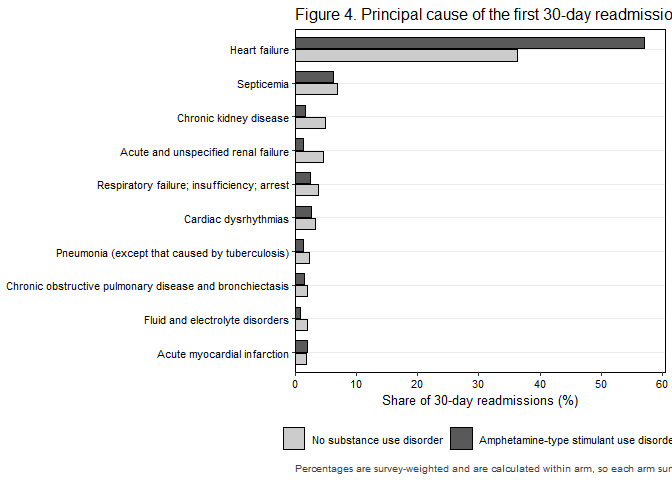 Figure 4. Principal cause of the first 30-day
Heart failure
Septicemia
Chronic kidney disease
Acute and unspecified renal failure
Respiratory failure; insufficiency; arrest
Cardiac dysrhythmias
Pneumonia (except that caused by tuberculosis)
Chronic obstructive pulmonary disease and bronchiectasis
Fluid and electrolyte disorders
Acute myocardial infarction
0 10 20 30 40 50 60
Share of 30-day readmissions (%)
No substance use disorder Amphetamine-type stimulant use
Percentages are survey-weighted and are calculated within arm, so each arm